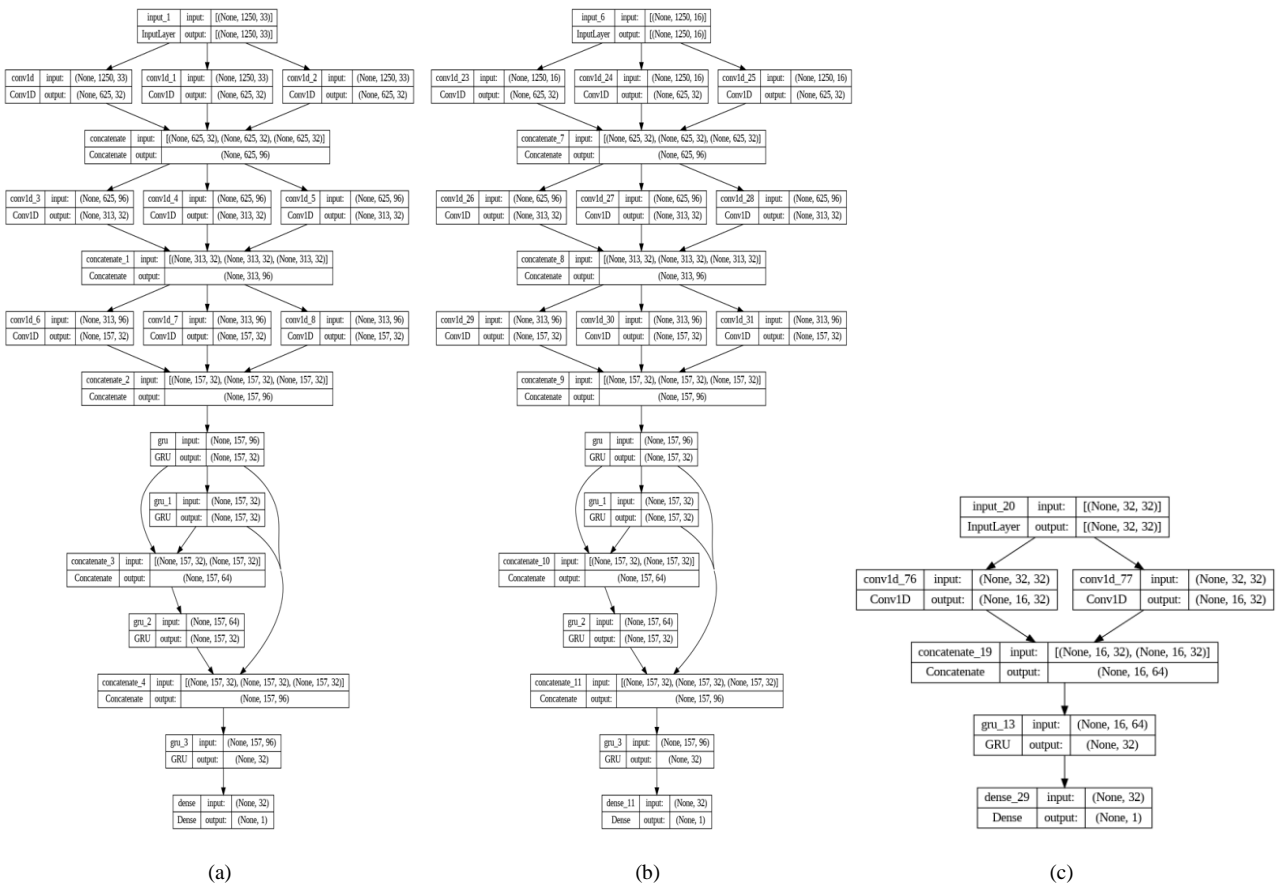 input_1 input: [(None, 1250, 33)]
InputLayer output: [(None, 1250, 33)]
conv1d input: (None, 1250, 33)
Conv1D output: (None, 625, 32)
conv1d_1 input: (None, 1250, 33)
Conv1D output: (None, 625, 32)
conv1d_2 input: (None, 1250, 33)
Conv1D output: (None, 625, 32)
concatenate input: [(None, 625, 32), (None, 625, 32), (None, 625, 32)]
Concatenate output: (None, 625, 96)
conv1d_3 input: (None, 625, 96)
Conv1D output: (None, 313, 32)
conv1d_4 input: (None, 625, 96)
Conv1D output: (None, 313, 32)
conv1d_5 input: (None, 625, 96)
Conv1D output: (None, 313, 32)
concatenate_1 input: [(None, 313, 32), (None, 313, 32), (None, 313, 32)]
Concatenate output: (None, 313, 96)
conv1d_6 input: (None, 313, 96)
Conv1D output: (None, 157, 32)
conv1d_7 input: (None, 313, 96)
Conv1D output: (None, 157, 32)
conv1d_8 input: (None, 313, 96)
Conv1D output: (None, 157, 32)
concatenate_2 input: [(None, 157, 32), (None, 157, 32), (None, 157, 32)]
Concatenate output: (None, 157, 96)
gru input: (None, 157, 96)
GRU output: (None, 157, 32)
gru_1 input: (None, 157, 32)
GRU output: (None, 157, 32)
concatenate_3 input: [(None, 157, 32), (None, 157, 32)]
Concatenate output: (None, 157, 64)
gru_2 input: (None, 157, 64)
GRU output: (None, 157, 32)
concatenate_4 input: [(None, 157, 32), (None, 157, 32), (None, 157, 32)]
Concatenate output: (None, 157, 96)
gru_3 input: (None, 157, 96)
GRU output: (None, 32)
dense input: (None, 32)
Dense output: (None, 1)
(a)
input_6 input: [(None, 1250, 16)]
InputLayer output: [(None, 1250, 16)]
conv1d_23 input: (None, 1250, 16)
Conv1D output: (None, 625, 32)
conv1d_24 input: (None, 1250, 16)
Conv1D output: (None, 625, 32)
conv1d_25 input: (None, 1250, 16)
Conv1D output: (None, 625, 32)
concatenate_7 input: [(None, 625, 32), (None, 625, 32), (None, 625, 32)]
Concatenate output: (None, 625, 96)
conv1d_26 input: (None, 625, 96)
Conv1D output: (None, 313, 32)
conv1d_27 input: (None, 625, 96)
Conv1D output: (None, 313, 32)
conv1d_28 input: (None, 625, 96)
Conv1D output: (None, 313, 32)
concatenate_8 input: [(None, 313, 32), (None, 313, 32), (None, 313, 32)]
Concatenate output: (None, 313, 96)
conv1d_29 input: (None, 313, 96)
Conv1D output: (None, 157, 32)
conv1d_30 input: (None, 313, 96)
Conv1D output: (None, 157, 32)
conv1d_31 input: (None, 313, 96)
Conv1D output: (None, 157, 32)
concatenate_9 input: [(None, 157, 32), (None, 157, 32), (None, 157, 32)]
Concatenate output: (None, 157, 96)
gru input: (None, 157, 96)
GRU output: (None, 157, 32)
gru_1 input: (None, 157, 32)
GRU output: (None, 157, 32)
concatenate_10 input: [(None, 157, 32), (None, 157, 32)]
Concatenate output: (None, 157, 64)
gru_2 input: (None, 157, 64)
GRU output: (None, 157, 32)
concatenate_11 input: [(None, 157, 32), (None, 157, 32), (None, 157, 32)]
Concatenate output: (None, 157, 96)
gru_3 input: (None, 157, 96)
GRU output: (None, 32)
dense_11 input: (None, 32)
Dense output: (None, 1)
(b)
input_20 input: [(None, 32, 32)]
InputLayer output: [(None, 32, 32)]
conv1d_76 input: (None, 32, 32)
Conv1D output: (None, 16, 32)
conv1d_77 input: (None, 32, 32)
Conv1D output: (None, 16, 32)
concatenate_19 input: [(None, 16, 32), (None, 16, 32)]
Concatenate output: (None, 16, 64)
gru_13 input: (None, 16, 64)
GRU output: (None, 32)
dense_29 input: (None, 32)
Dense output: (None, 1)
(c)